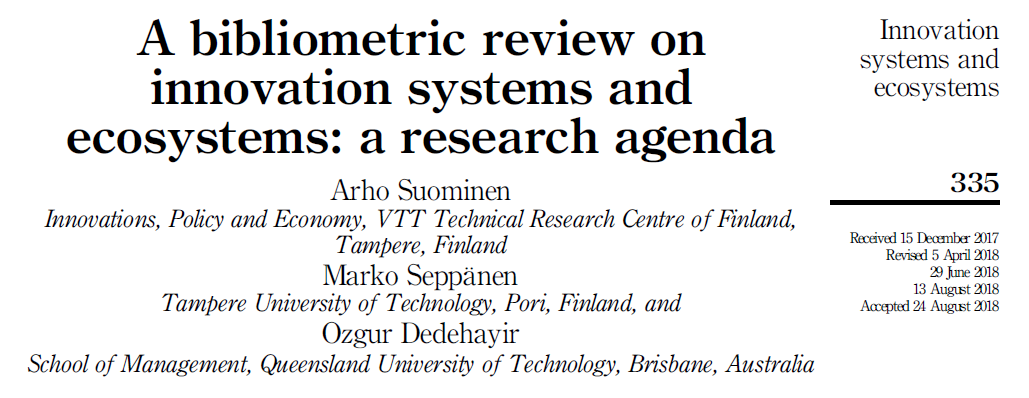 A bibliometric review on
innovation systems and
ecosystems: a research agenda
Arho Suominen
Innovations, Policy and Economy, VTT Technical Research Centre of Finland,
Tampere, Finland
Marko Seppänen
Tampere University of Technology, Pori, Finland, and
Ozgur Dedehayir
School of Management, Queensland University of Technology, Brisbane, Australia
Innovation
systems and
ecosystems
335
Received 15 December 2017
Revised 5 April 2018
29 June 2018
13 August 2018
Accepted 24 August 2018